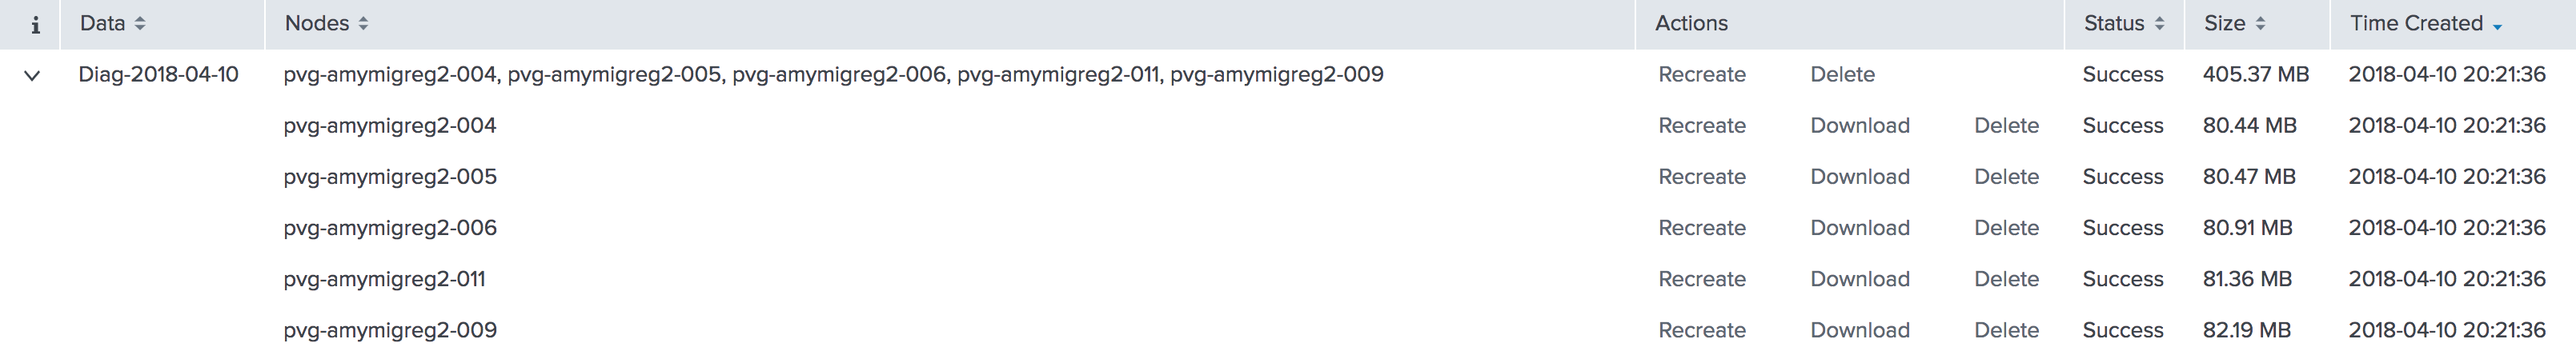 i Data Nodes Actions Status Size Time Created
Diag-2018-04-10 pvg-amymigreg2-004, pvg-amymigreg2-005, pvg-amymigreg2-006, pvg-amymigreg2-011, pvg-amymigreg2-009 Recreate Delete Success 405.37 MB 2018-04-10 20:21:36
pvg-amymigreg2-004 Recreate Download Delete Success 80.44 MB 2018-04-10 20:21:36
pvg-amymigreg2-005 Recreate Download Delete Success 80.47 MB 2018-04-10 20:21:36
pvg-amymigreg2-006 Recreate Download Delete Success 80.91 MB 2018-04-10 20:21:36
pvg-amymigreg2-011 Recreate Download Delete Success 81.36 MB 2018-04-10 20:21:36
pvg-amymigreg2-009 Recreate Download Delete Success 82.19 MB 2018-04-10 20:21:36